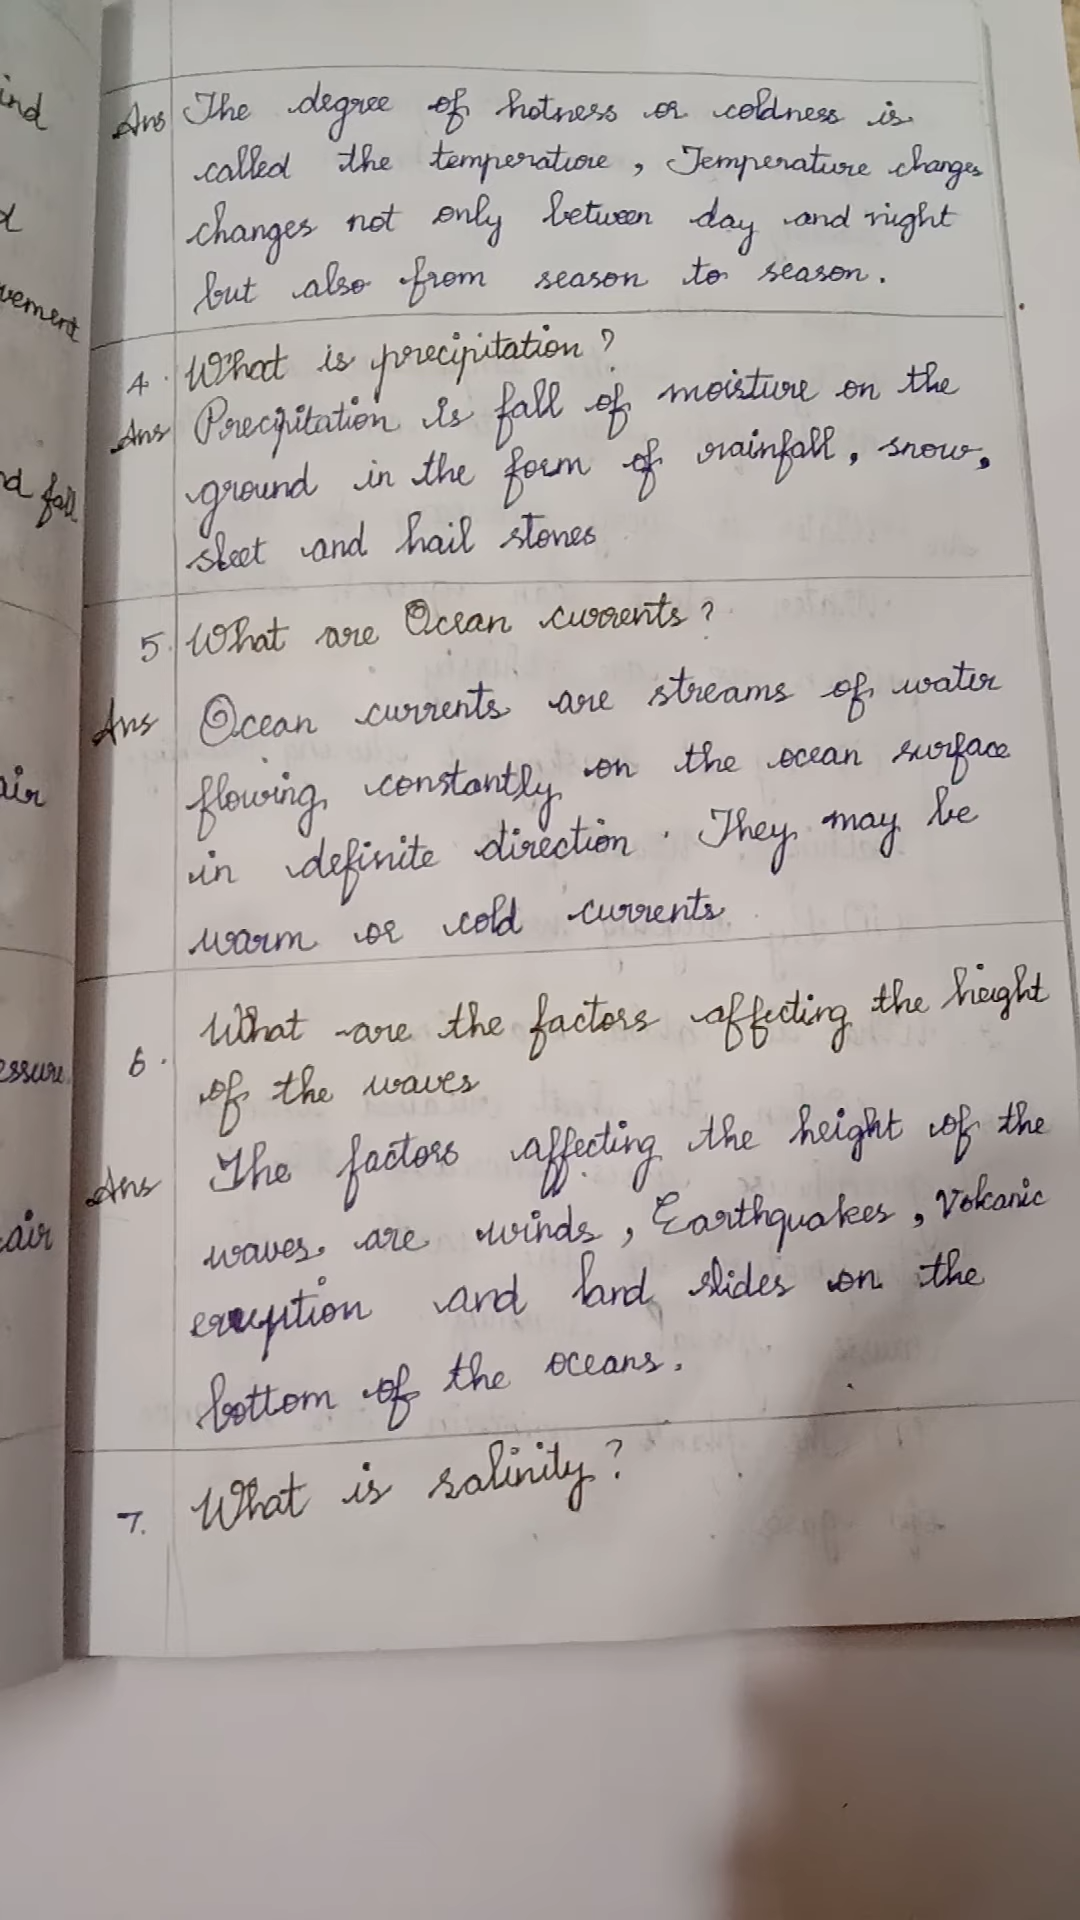 Ans The degree of hotness or coldness is
called the temperature, Temperature changes
changes not only between day and night
but also from season to season.
4. What is precipitation?
Ans Precipitation is fall of moisture on the
ground in the form of rainfall, snow,
sleet and hail stones
5. What are Ocean currents?
Ans Ocean currents are streams of water
flowing constantly on the ocean surface
in definite direction. They may be
warm or cold currents
6. What are the factors affecting the height
of the waves
Ans The factors affecting the height of the
waves are winds, Earthquakes, Volcanic
eruption and land slides on the
bottom of the oceans.
7. What is salinity?